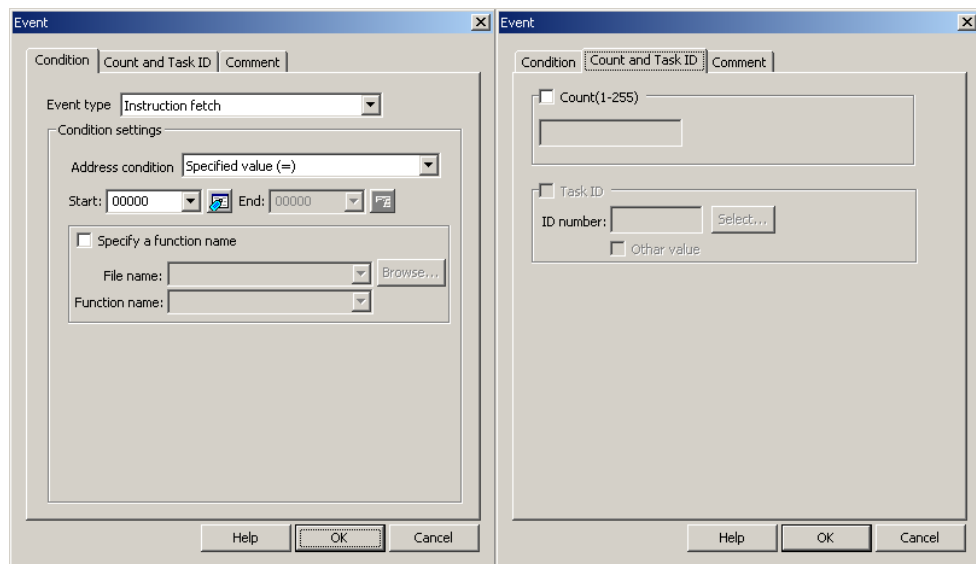 Event
Condition Count and Task ID Comment
Event type Instruction fetch
Condition settings
Address condition Specified value (=)
Start: 00000 End: 00000
Specify a function name
File name: Browse...
Function name:
Help OK Cancel
Event
Condition Count and Task ID Comment
Count(1-255)
Task ID
ID number: Select...
Othar value
Help OK Cancel